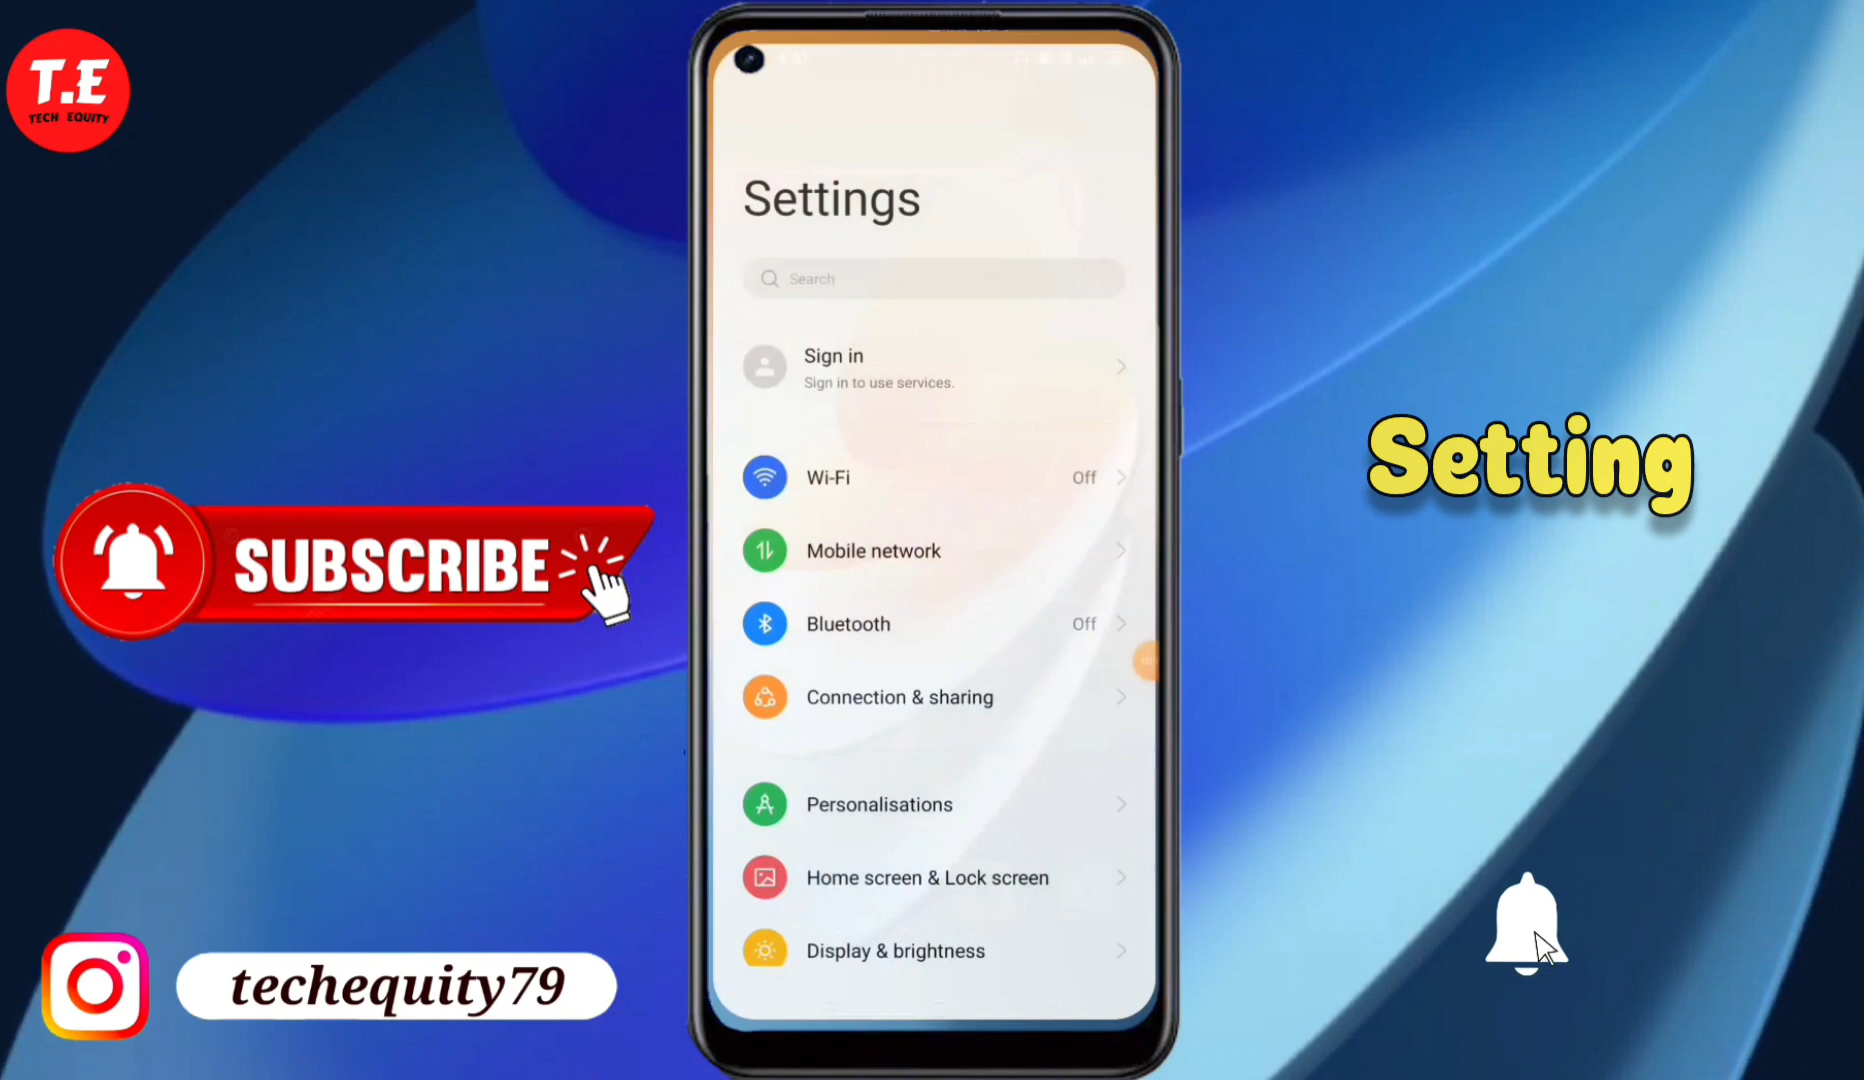 T.E
TECH EQUITY
Settings
Search
Sign in
Sign in to use services.
Wi-Fi Off
Mobile network
Bluetooth Off
Connection & sharing
Personalisations
Home screen & Lock screen
Display & brightness
SUBSCRIBE
techequity79
Setting